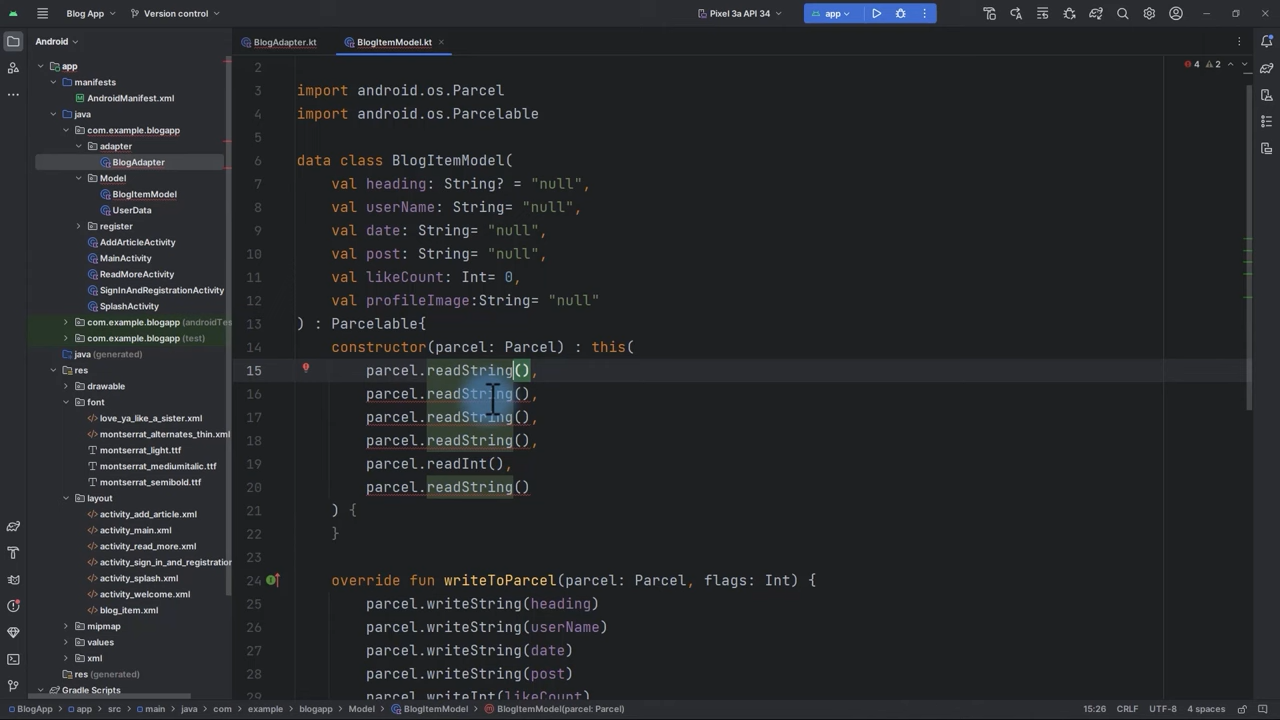 Blog App
Version control
Pixel 3a API 34
app
Android
BlogAdapter.kt
BlogItemModel.kt
4
2
app
manifests
AndroidManifest.xml
java
com.example.blogapp
adapter
BlogAdapter
Model
BlogItemModel
UserData
register
AddArticleActivity
MainActivity
ReadMoreActivity
SignInAndRegistrationActivity
SplashActivity
com.example.blogapp (androidTes
com.example.blogapp (test)
java (generated)
res
drawable
font
love_ya_like_a_sister.xml
montserrat_alternates_thin.xml
montserrat_light.ttf
montserrat_mediumitalic.ttf
montserrat_semibold.ttf
layout
activity_add_article.xml
activity_main.xml
activity_read_more.xml
activity_sign_in_and_registration
activity_splash.xml
activity_welcome.xml
blog_item.xml
mipmap
values
xml
res (generated)
Gradle Scripts
2
3 import android.os.Parcel
4 import android.os.Parcelable
5
6 data class BlogItemModel(
7 val heading: String? = "null",
8 val userName: String= "null",
9 val date: String= "null",
10 val post: String= "null",
11 val likeCount: Int= 0,
12 val profileImage:String= "null"
13 ) : Parcelable{
14 constructor(parcel: Parcel) : this(
15 parcel.readString(),
16 parcel.readString(),
17 parcel.readString(),
18 parcel.readString(),
19 parcel.readInt(),
20 parcel.readString()
21 ) {
22 }
23
24 override fun writeToParcel(parcel: Parcel, flags: Int) {
25 parcel.writeString(heading)
26 parcel.writeString(userName)
27 parcel.writeString(date)
28 parcel.writeString(post)
29 parcel.writeInt(likeCount)
BlogApp > app > src > main > java > com > example > blogapp > Model > BlogItemModel > BlogItemModel(parcel: Parcel)
15:26 CRLF UTF-8 4 spaces